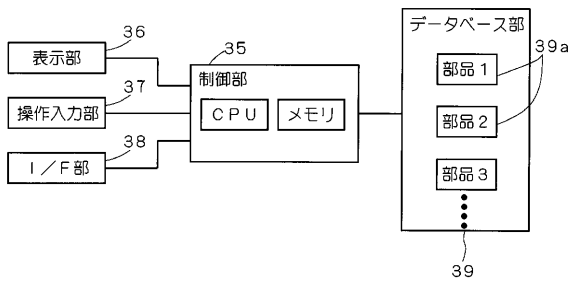 36
表示部
37
操作入力部
38
I/F部
35
制御部
CPU
メモリ
データベース部
39a
部品1
部品2
部品3
39